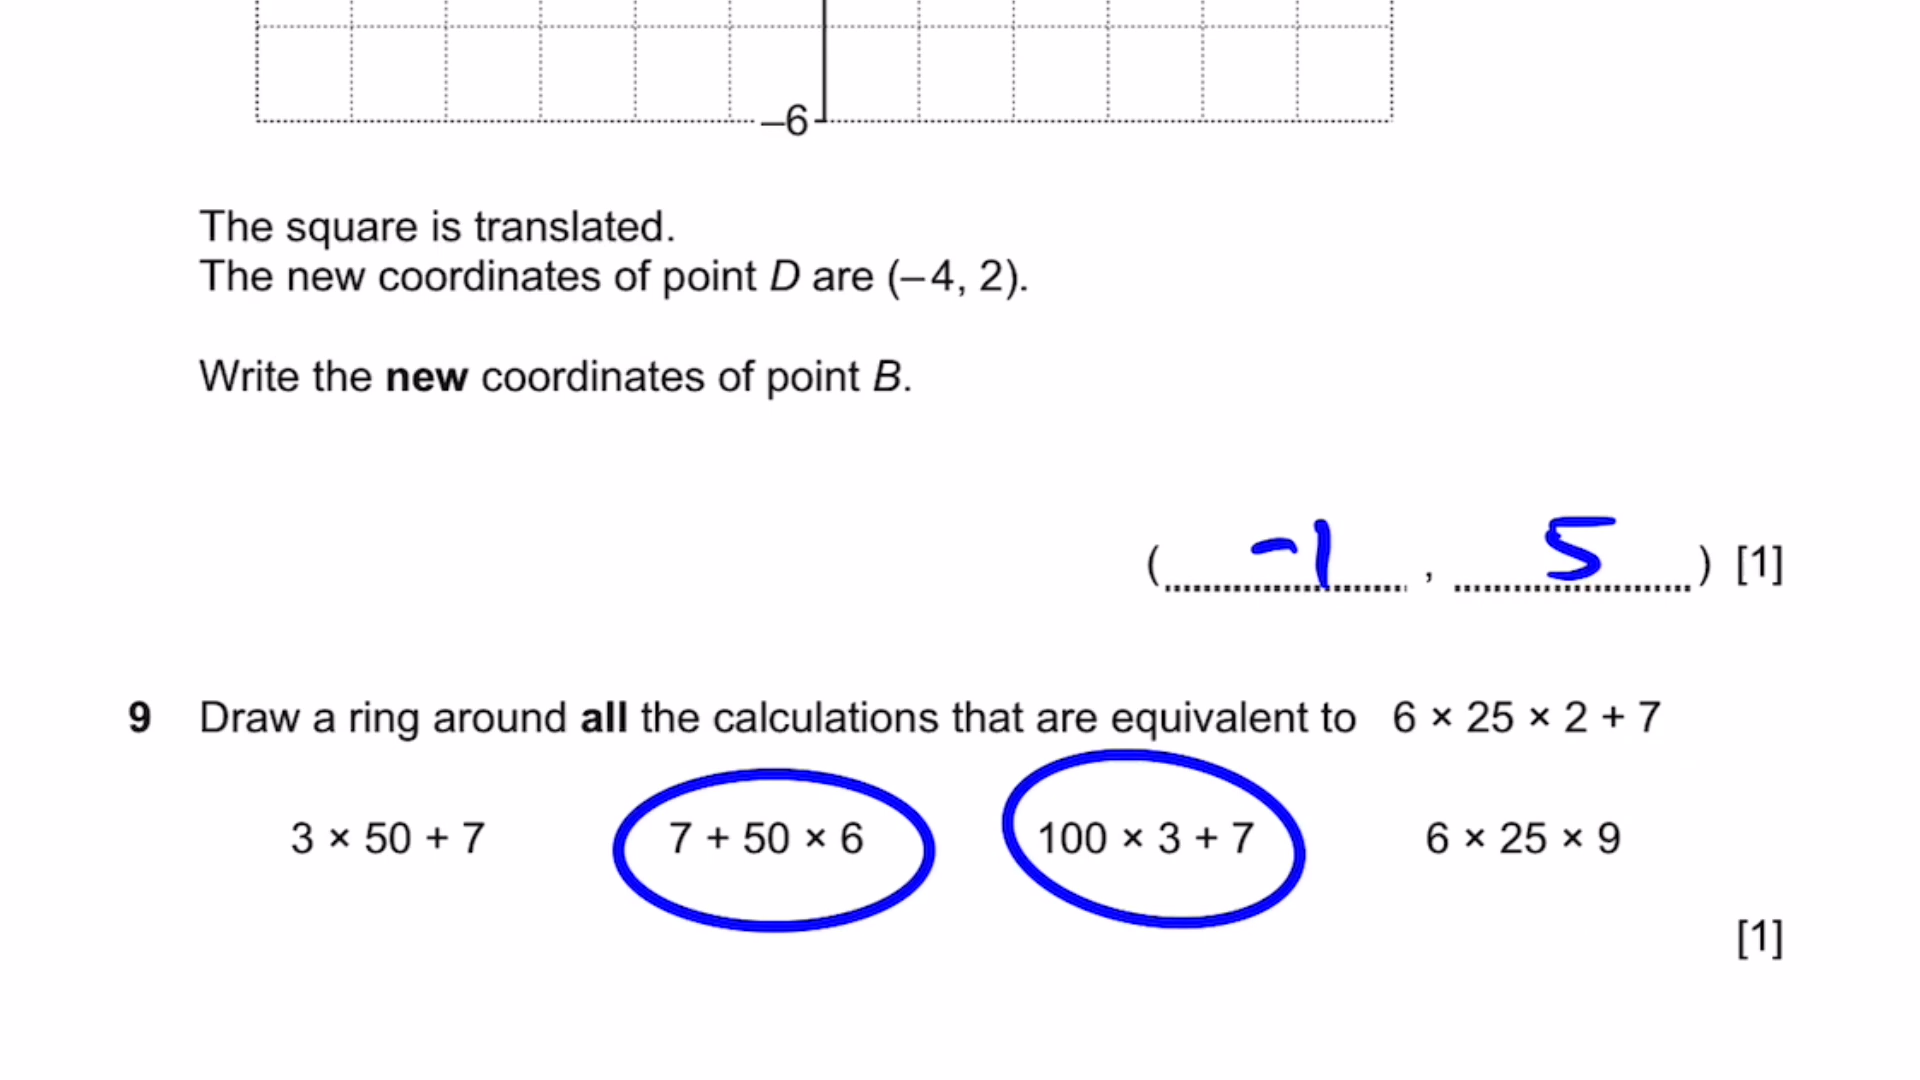 –6
The square is translated.
The new coordinates of point D are (–4, 2).
Write the new coordinates of point B.
( -1 , 5 ) [1]
9 Draw a ring around all the calculations that are equivalent to 6 × 25 × 2 + 7
3 × 50 + 7 7 + 50 × 6 100 × 3 + 7 6 × 25 × 9
[1]